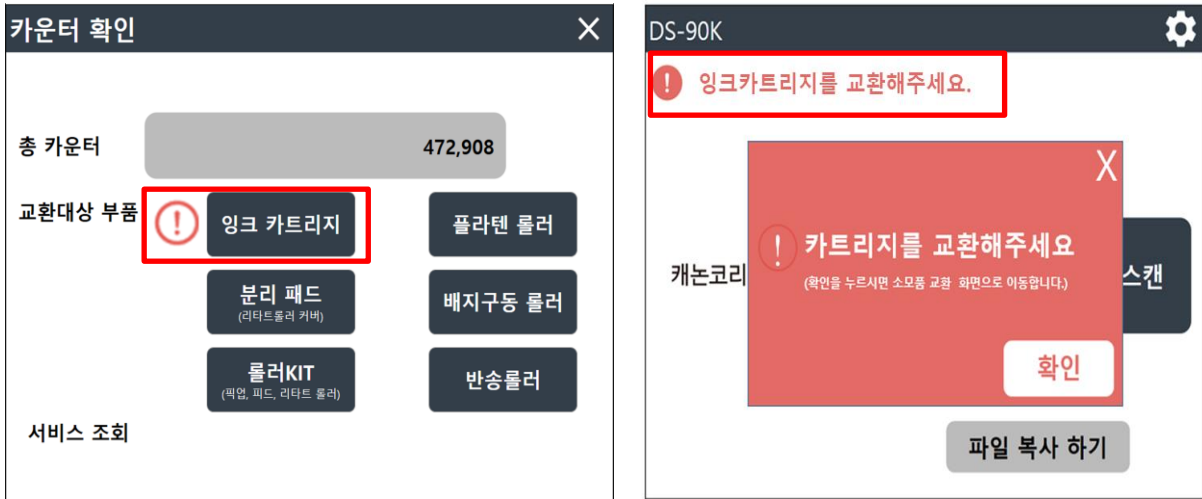 카운터 확인
총 카운터
472,908
교환대상 부품
잉크 카트리지
플라텐 롤러
분리 패드
(리타트롤러 커버)
배지구동 롤러
롤러KIT
(픽업, 피드, 리타트 롤러)
반송롤러
서비스 조회
DS-90K
잉크카트리지를 교환해주세요.
X
카트리지를 교환해주세요
(확인을 누르시면 소모품 교환 화면으로 이동합니다.)
캐논코리
스캔
확인
파일 복사 하기